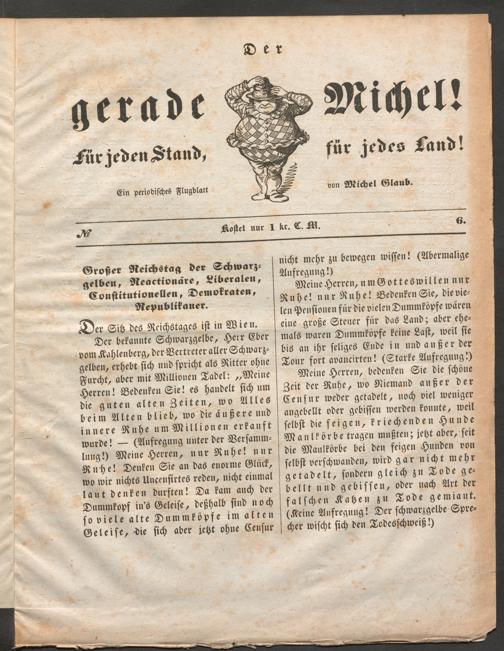 Der
gerade Michel!
Für jeden Stand, für jedes Land!
Ein periodisches Flugblatt von Michel Glaub.
№ Kostet nur 1 kr. C. M. 6.
Großer Reichstag der Schwarz-
gelben, Reactionäre, Liberalen,
Constitutionellen, Demokraten,
Republikaner.
Der Sitz des Reichstages ist in Wien.
Der bekannte Schwarzgelbe, Herr Eber
vom Kahlenberg, der Vertreter aller Schwarz-
gelben, erhebt sich und spricht als Ritter ohne
Furcht, aber mit Millionen Tadel: „Meine
Herren! Bedenken Sie! es handelt sich um
die guten alten Zeiten, wo Alles
beim Alten blieb, wo die äußere und
innere Ruhe um Millionen erkauft
wurde! — (Aufregung unter der Versamm-
lung!) Meine Herren, nur Ruhe! nur
Ruhe! Denken Sie an das enorme Glück,
wo wir nichts Uncensirtes reden, nicht einmal
laut denken durften! Da kam auch der
Dummkopf in's Geleise, deßhalb sind noch
so viele alte Dummköpfe im alten
Geleise, die sich aber jetzt ohne Censur
nicht mehr zu bewegen wissen! (Abermalige
Aufregung!)
Meine Herren, um Gotteswillen nur
Ruhe! nur Ruhe! Bedenken Sie, die vie-
len Pensionen für die vielen Dummköpfe wären
eine große Steuer für das Land; aber ehe-
mals waren Dummköpfe keine Last, weil sie
bis an ihr seliges Ende in und außer der
Tour fort avancirten! (Starke Aufregung!)
Meine Herren, bedenken Sie die schöne
Zeit der Ruhe, wo Niemand außer der
Censur weder getadelt, noch viel weniger
angebellt oder gebissen werden konnte, weil
selbst die feigen, kriechenden Hunde
Maulkörbe tragen mußten; jetzt aber, seit
die Maulkörbe bei den feigen Hunden von
selbst verschwanden, wird gar nicht mehr
getadelt, sondern gleich zu Tode ge-
bellt und gebissen, oder nach Art der
falschen Katzen zu Tode gemiaut.
(Keine Aufregung! Der schwarzgelbe Spre-
cher wischt sich den Todesschweiß!)